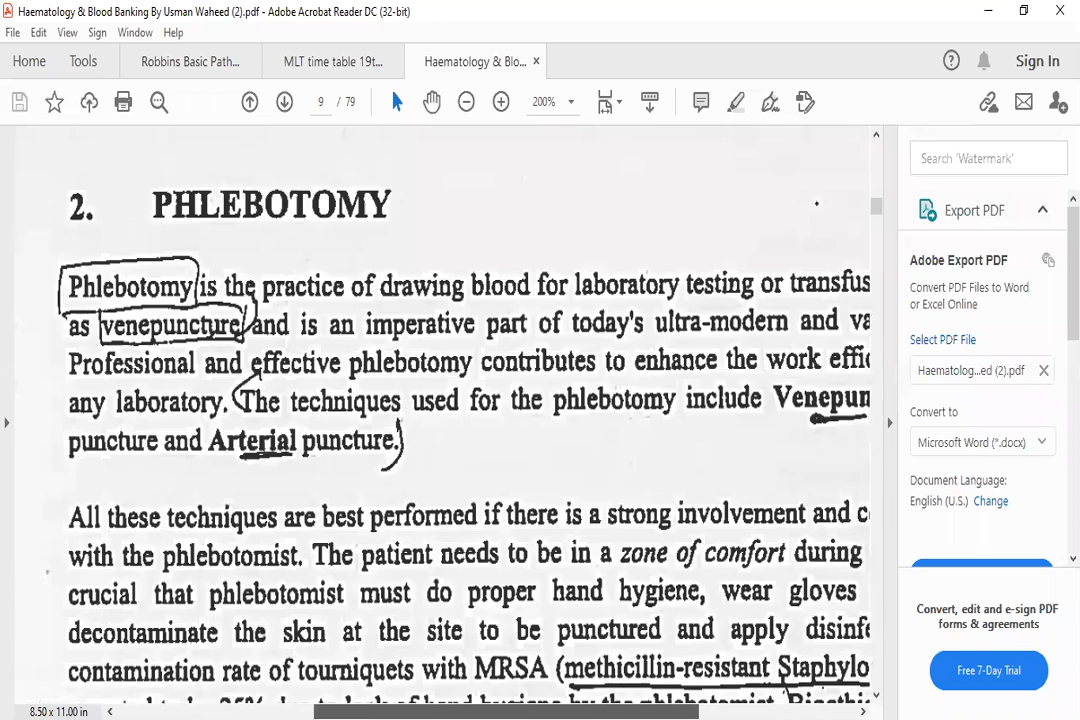 Haematology & Blood Banking By Usman Waheed (2).pdf - Adobe Acrobat Reader DC (32-bit)
File Edit View Sign Window Help
Home Tools Robbins Basic Path... MLT time table 19t... Haematology & Blo... × Sign In
9 / 79 200%
Search 'Watermark'
Export PDF
Adobe Export PDF
Convert PDF Files to Word
or Excel Online
Select PDF File
Haematolog...ed (2).pdf X
Convert to
Microsoft Word (*.docx)
Document Language:
English (U.S.) Change
Convert, edit and e-sign PDF
forms & agreements
Free 7-Day Trial
2. PHLEBOTOMY
Phlebotomy is the practice of drawing blood for laboratory testing or transfus
as venepuncture and is an imperative part of today's ultra-modern and va
Professional and effective phlebotomy contributes to enhance the work effic
any laboratory. The techniques used for the phlebotomy include Venepun
puncture and Arterial puncture.
All these techniques are best performed if there is a strong involvement and c
with the phlebotomist. The patient needs to be in a zone of comfort during
crucial that phlebotomist must do proper hand hygiene, wear gloves
decontaminate the skin at the site to be punctured and apply disinfe
contamination rate of tourniquets with MRSA (methicillin-resistant Staphylo
8.50 x 11.00 in